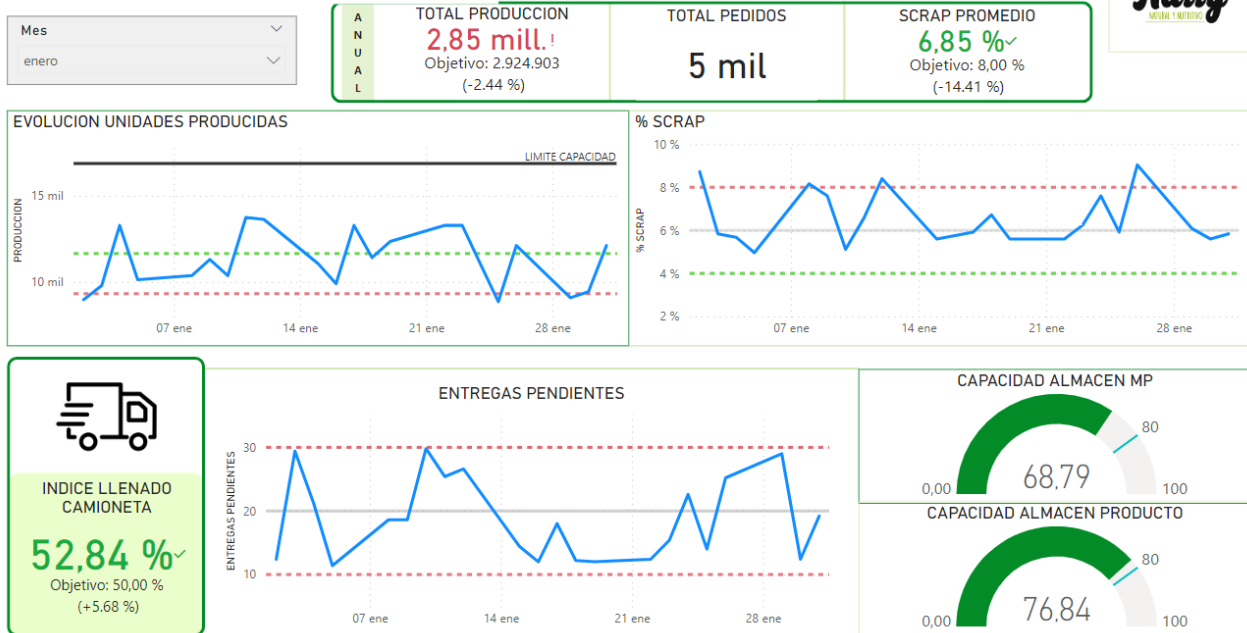 Mes
enero
ANUAL
TOTAL PRODUCCION
2,85 mill.!
Objetivo: 2.924.903
(-2.44 %)
TOTAL PEDIDOS
5 mil
SCRAP PROMEDIO
6,85 %
Objetivo: 8,00 %
(-14.41 %)
NATURAL Y NUTRITIVO
EVOLUCION UNIDADES PRODUCIDAS
LIMITE CAPACIDAD
PRODUCCION
15 mil
10 mil
07 ene
14 ene
21 ene
28 ene
% SCRAP
% SCRAP
10 %
8 %
6 %
4 %
2 %
07 ene
14 ene
21 ene
28 ene
INDICE LLENADO
CAMIONETA
52,84 %
Objetivo: 50,00 %
(+5.68 %)
ENTREGAS PENDIENTES
ENTREGAS PENDIENTES
30
20
10
07 ene
14 ene
21 ene
28 ene
CAPACIDAD ALMACEN MP
80
68,79
0,00
100
CAPACIDAD ALMACEN PRODUCTO
80
76,84
0,00
100